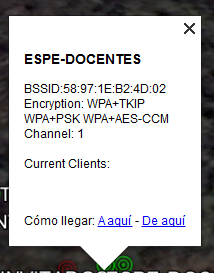 ESPE-DOCENTES
BSSID:58:97:1E:B2:4D:02
Encryption: WPA+TKIP
WPA+PSK WPA+AES-CCM
Channel: 1
Current Clients:
Cómo llegar: A aquí - De aquí